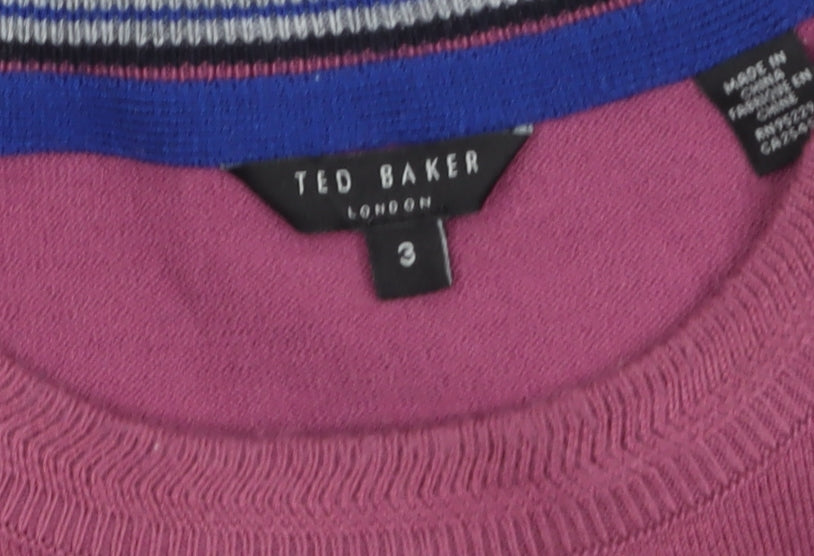 TED BAKER
LONDON
3
MADE IN
CHINA
FABRIQUÉ EN
CHINE